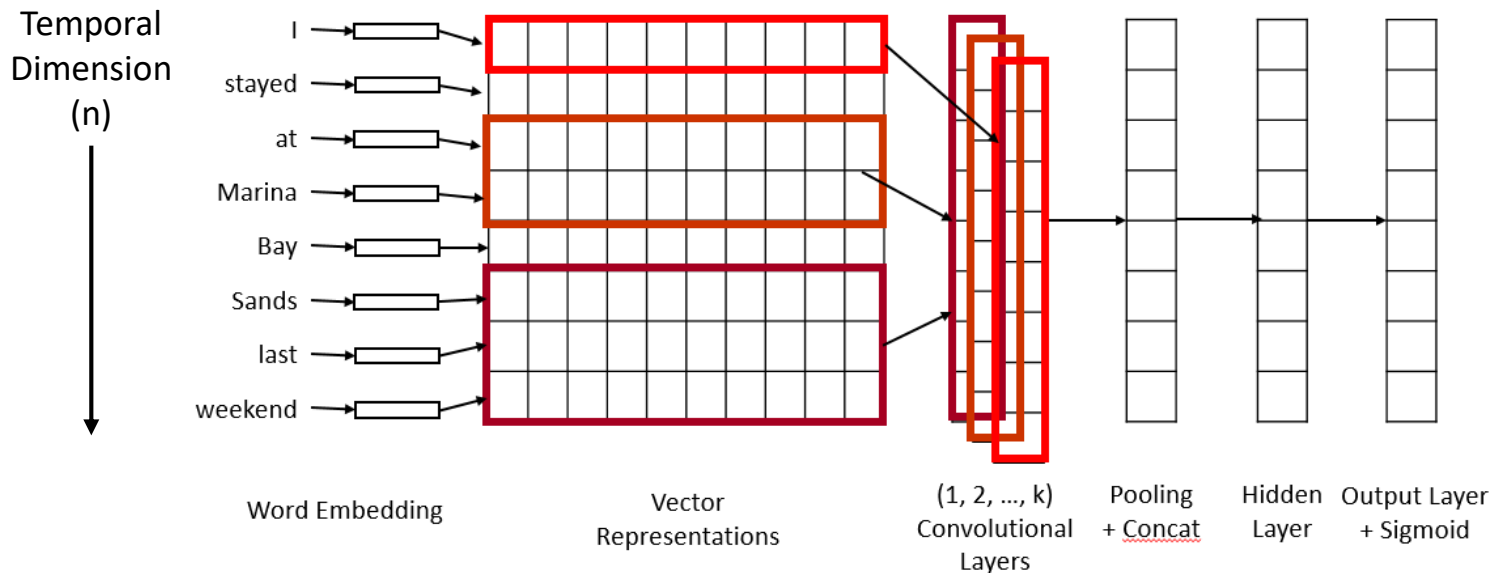 Temporal
Dimension
(n)
I
stayed
at
Marina
Bay
Sands
last
weekend
Word Embedding
Vector
Representations
(1, 2, ..., k)
Convolutional
Layers
Pooling
+ Concat
Hidden
Layer
Output Layer
+ Sigmoid